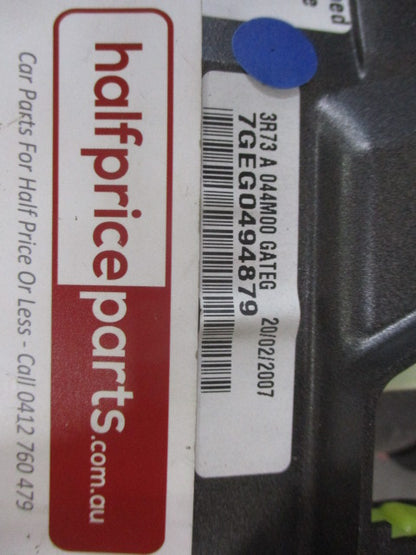 halfpriceparts.com.au
Car Parts For Half Price Or Less - Call 0412 760 479
3R73 A 044M00 GATEG 20/02/2007
7GEG0494879